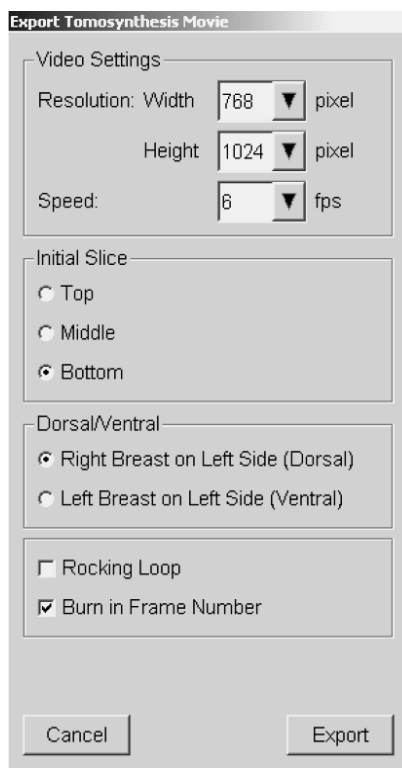 Export Tomosynthesis Movie
Video Settings
Resolution: Width 768 pixel
Height 1024 pixel
Speed: 6 fps
Initial Slice
Top
Middle
Bottom
Dorsal/Ventral
Right Breast on Left Side (Dorsal)
Left Breast on Left Side (Ventral)
Rocking Loop
Burn in Frame Number
Cancel Export